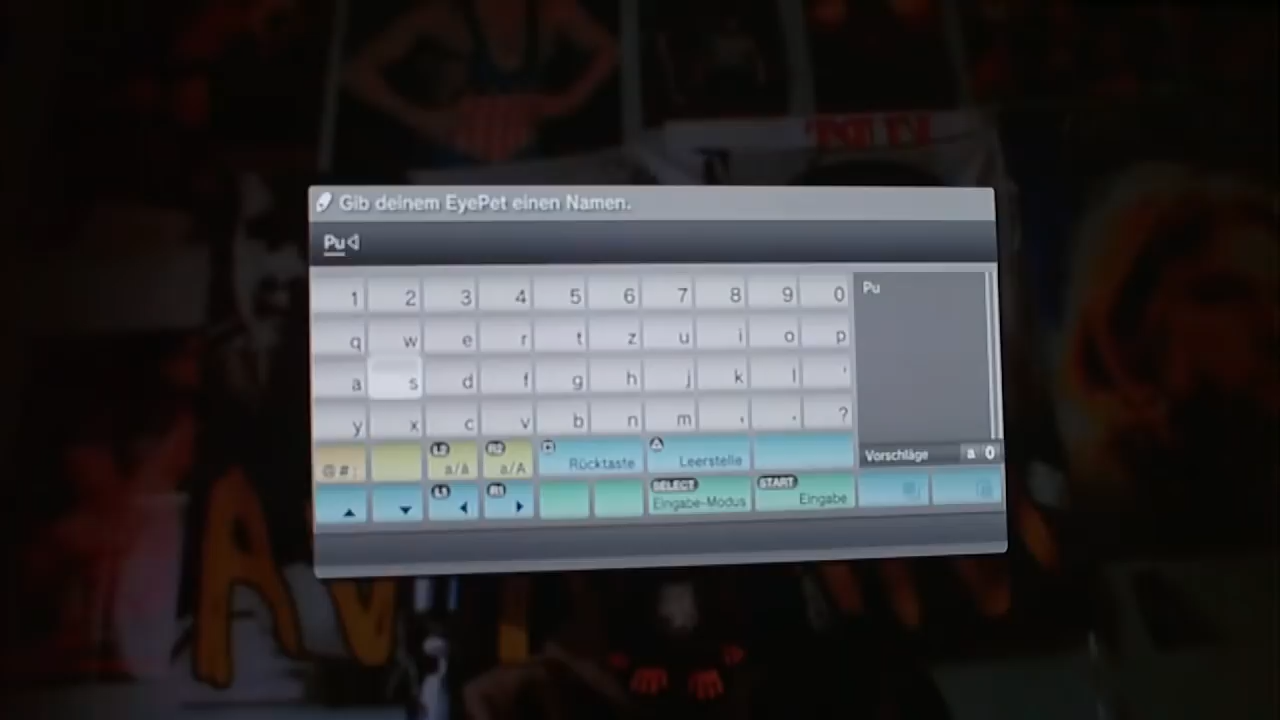 Gib deinem EyePet einen Namen.
Pu
1 2 3 4 5 6 7 8 9 0 Pu
q w e r t z u i o p
a s d f g h j k l '
y x c v b n m , . ?
@#: L2 a/A R2 a/A Rücktaste Leerstelle Vorschläge a 0
L1 R1 SELECT Eingabe-Modus START Eingabe